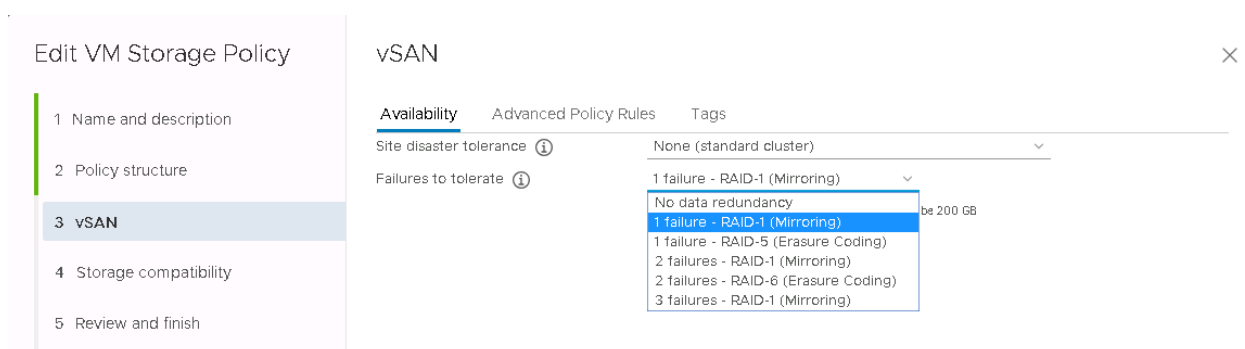 Edit VM Storage Policy
1 Name and description
2 Policy structure
3 vSAN
4 Storage compatibility
5 Review and finish
vSAN
Availability Advanced Policy Rules Tags
Site disaster tolerance None (standard cluster)
Failures to tolerate 1 failure - RAID-1 (Mirroring)
No data redundancy
be 200 GB
1 failure - RAID-1 (Mirroring)
1 failure - RAID-5 (Erasure Coding)
2 failures - RAID-1 (Mirroring)
2 failures - RAID-6 (Erasure Coding)
3 failures - RAID-1 (Mirroring)